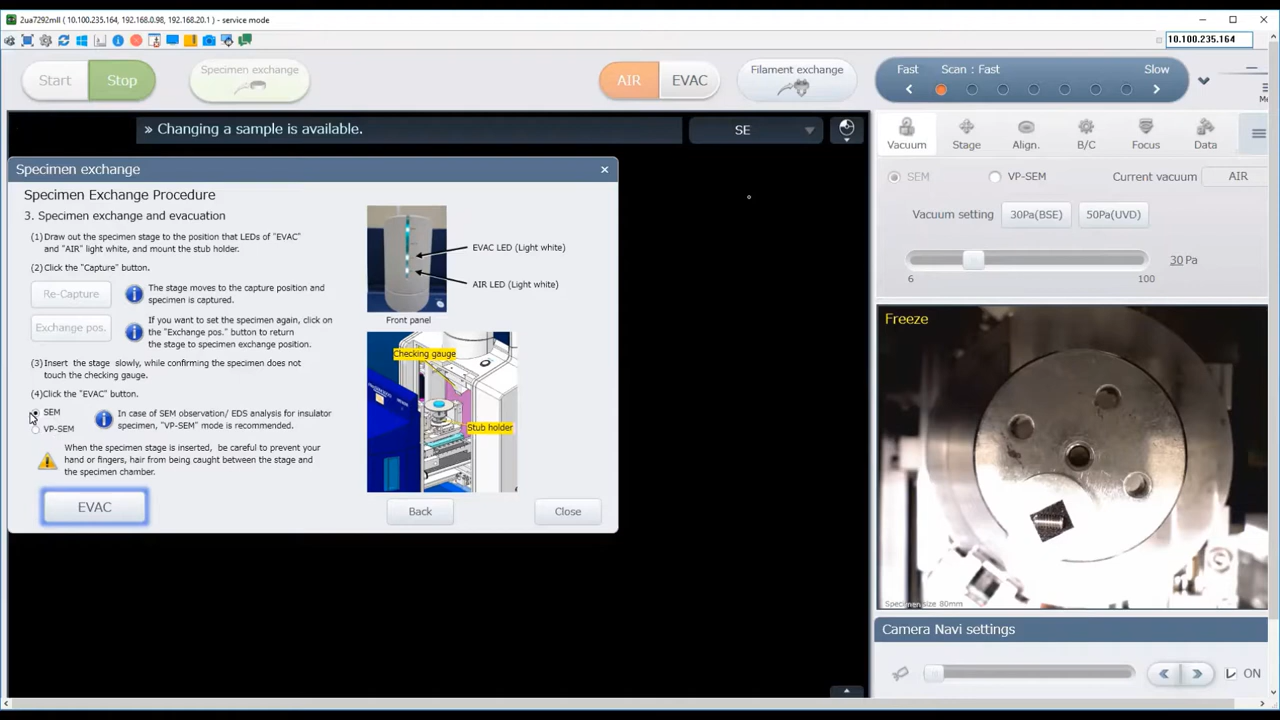 2ua7292mll ( 10.100.235.164, 192.168.0.98, 192.168.20.1 ) - service mode
10.100.235.164
Start
Stop
Specimen exchange
AIR
EVAC
Filament exchange
Fast
Scan : Fast
Slow
» Changing a sample is available.
SE
Vacuum
Stage
Align.
B/C
Focus
Data
SEM
VP-SEM
Current vacuum
AIR
Vacuum setting
30Pa(BSE)
50Pa(UVD)
30 Pa
6
100
Specimen exchange
Specimen Exchange Procedure
3. Specimen exchange and evacuation
(1)Draw out the specimen stage to the position that LEDs of "EVAC"
and "AIR" light white, and mount the stub holder.
(2)Click the "Capture" button.
Re-Capture
The stage moves to the capture position and
specimen is captured.
Exchange pos.
If you want to set the specimen again, click on
the "Exchange pos." button to return
the stage to specimen exchange position.
(3)Insert the stage slowly, while confirming the specimen does not
touch the checking gauge.
(4)Click the "EVAC" button.
SEM
VP-SEM
In case of SEM observation/ EDS analysis for insulator
specimen, "VP-SEM" mode is recommended.
When the specimen stage is inserted, be careful to prevent your
hand or fingers, hair from being caught between the stage and
the specimen chamber.
EVAC
Back
Close
EVAC LED (Light white)
AIR LED (Light white)
Front panel
Checking gauge
Stub holder
Freeze
Specimen size 80mm
Camera Navi settings
ON